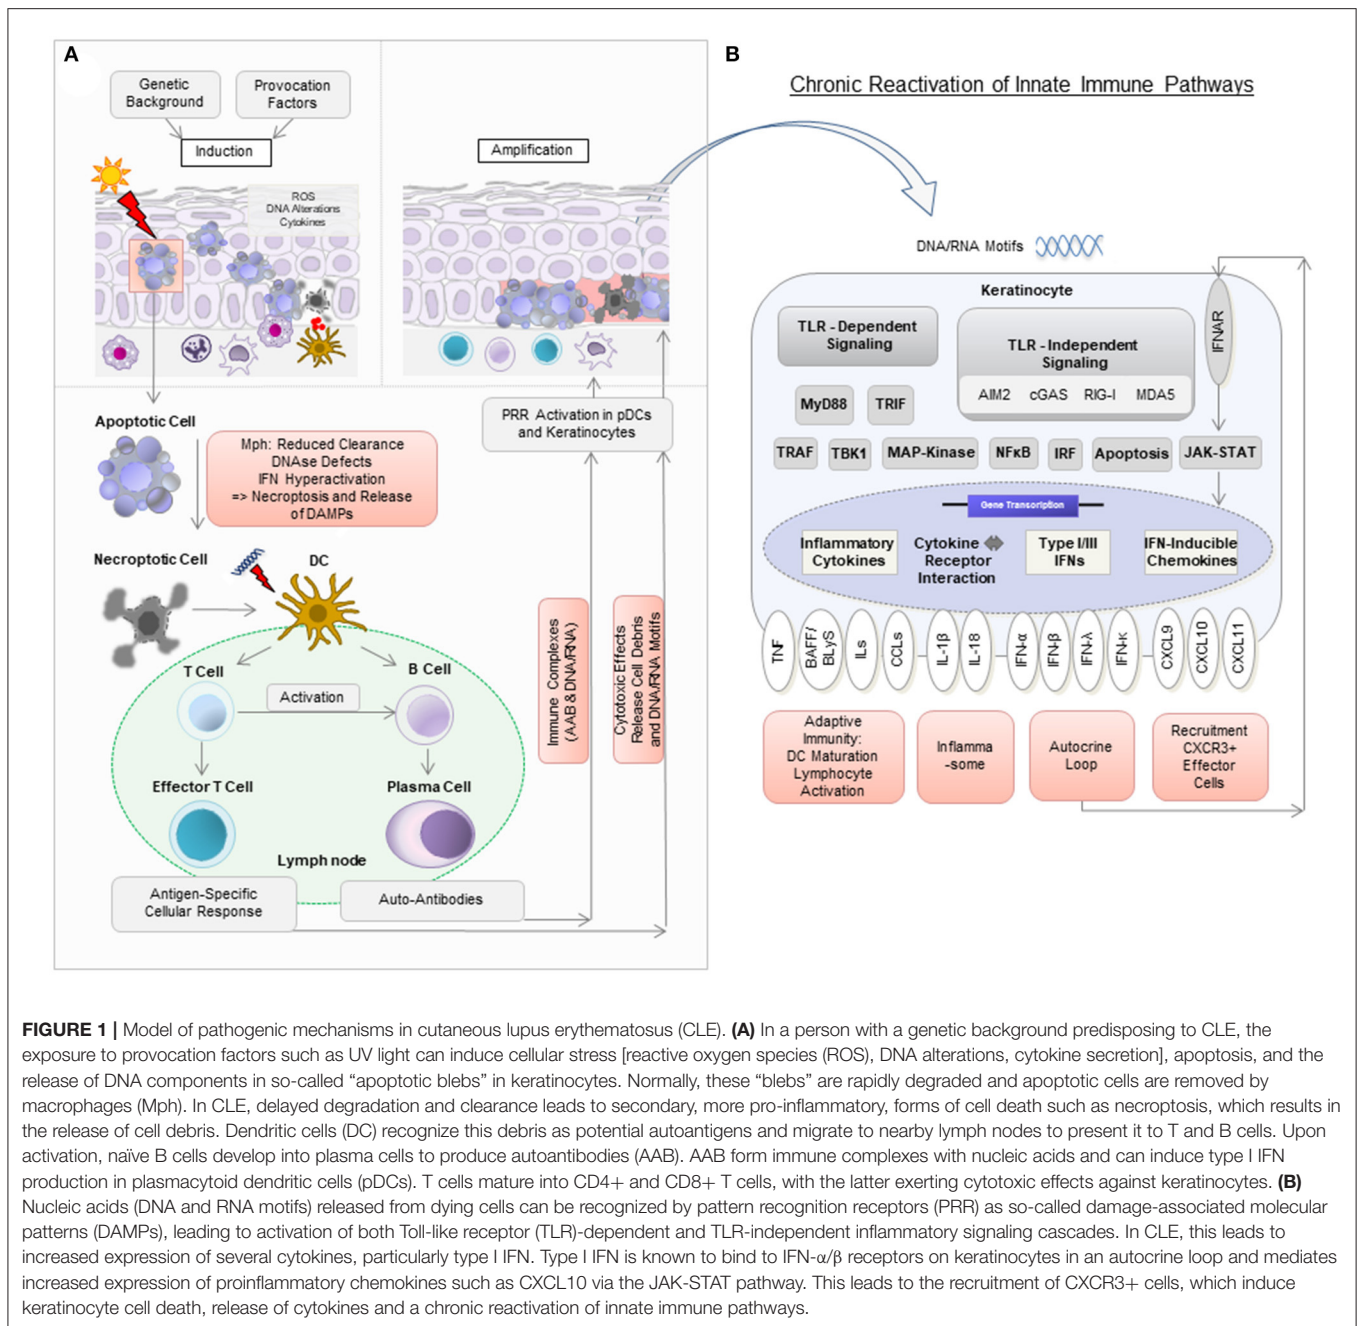 A
Genetic
Background
Provocation
Factors
Induction
ROS
DNA Alterations
Cytokines
Amplification
Apoptotic Cell
Mph: Reduced Clearance
DNAse Defects
IFN Hyperactivation
=> Necroptosis and Release
of DAMPs
PRR Activation in pDCs
and Keratinocytes
Necroptotic Cell
DC
T Cell
B Cell
Activation
Effector T Cell
Plasma Cell
Lymph node
Immune Complexes
(AAB & DNA/RNA)
Cytotoxic Effects
Release Cell Debris
and DNA/RNA Motifs
Antigen-Specific
Cellular Response
Auto-Antibodies
B
Chronic Reactivation of Innate Immune Pathways
DNA/RNA Motifs
Keratinocyte
IFNAR
TLR - Dependent
Signaling
TLR - Independent
Signaling
AIM2 cGAS RIG-I MDA5
MyD88 TRIF
TRAF TBK1 MAP-Kinase NFκB IRF Apoptosis JAK-STAT
Gene Transcription
Inflammatory
Cytokines
Cytokine
Receptor
Interaction
Type I/III
IFNs
IFN-Inducible
Chemokines
TNF
BAFF/
BLyS
ILs
CCLs
IL-1β
IL-18
IFN-α
IFN-β
IFN-λ
IFN-κ
CXCL9
CXCL10
CXCL11
Adaptive
Immunity:
DC Maturation
Lymphocyte
Activation
Inflamma
-some
Autocrine
Loop
Recruitment
CXCR3+
Effector
Cells
FIGURE 1 | Model of pathogenic mechanisms in cutaneous lupus erythematosus (CLE). (A) In a person with a genetic background predisposing to CLE, the
exposure to provocation factors such as UV light can induce cellular stress [reactive oxygen species (ROS), DNA alterations, cytokine secretion], apoptosis, and the
release of DNA components in so-called “apoptotic blebs” in keratinocytes. Normally, these “blebs” are rapidly degraded and apoptotic cells are removed by
macrophages (Mph). In CLE, delayed degradation and clearance leads to secondary, more pro-inflammatory, forms of cell death such as necroptosis, which results in
the release of cell debris. Dendritic cells (DC) recognize this debris as potential autoantigens and migrate to nearby lymph nodes to present it to T and B cells. Upon
activation, naïve B cells develop into plasma cells to produce autoantibodies (AAB). AAB form immune complexes with nucleic acids and can induce type I IFN
production in plasmacytoid dendritic cells (pDCs). T cells mature into CD4+ and CD8+ T cells, with the latter exerting cytotoxic effects against keratinocytes. (B)
Nucleic acids (DNA and RNA motifs) released from dying cells can be recognized by pattern recognition receptors (PRR) as so-called damage-associated molecular
patterns (DAMPs), leading to activation of both Toll-like receptor (TLR)-dependent and TLR-independent inflammatory signaling cascades. In CLE, this leads to
increased expression of several cytokines, particularly type I IFN. Type I IFN is known to bind to IFN-α/β receptors on keratinocytes in an autocrine loop and mediates
increased expression of proinflammatory chemokines such as CXCL10 via the JAK-STAT pathway. This leads to the recruitment of CXCR3+ cells, which induce
keratinocyte cell death, release of cytokines and a chronic reactivation of innate immune pathways.